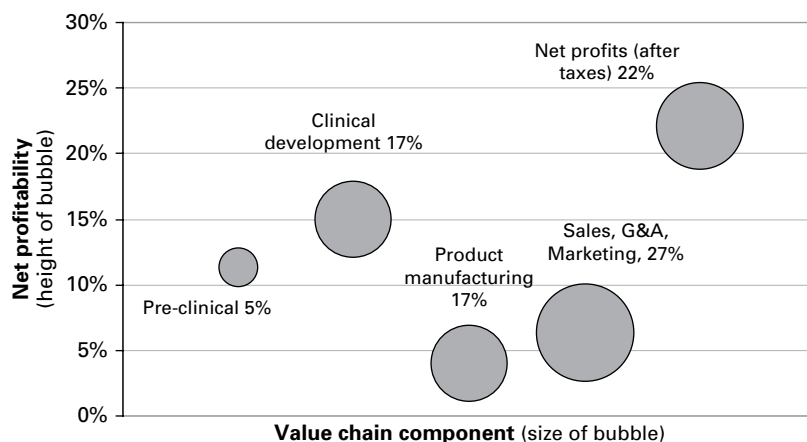 30%
25%
20%
15%
10%
5%
0%
Net profitability
(height of bubble)
Net profits (after
taxes) 22%
Clinical
development 17%
Sales, G&A,
Marketing, 27%
Product
manufacturing
17%
Pre-clinical 5%
Value chain component (size of bubble)